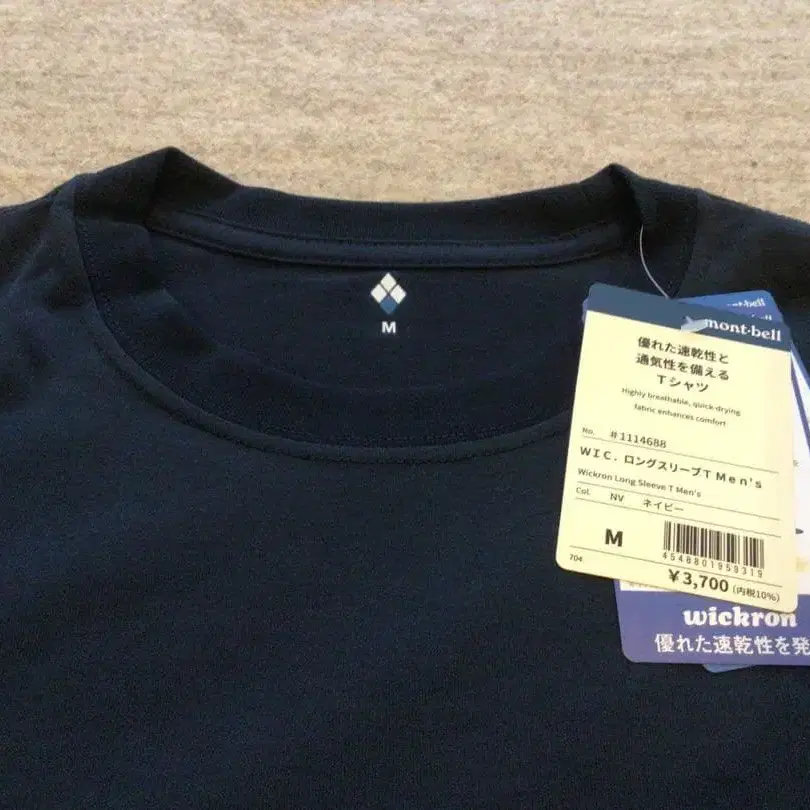 M
mont-bell
mont-bell
優れた速乾性と
通気性を備える
Tシャツ
Highly breathable, quick-drying
fabric enhances comfort
No. #1114688
WIC. ロングスリーブT Men's
Wickron Long Sleeve T Men's
Col. NV ネイビー
M
4548801959319
704
¥3,700 (内税10%)
wickron
優れた速乾性を発